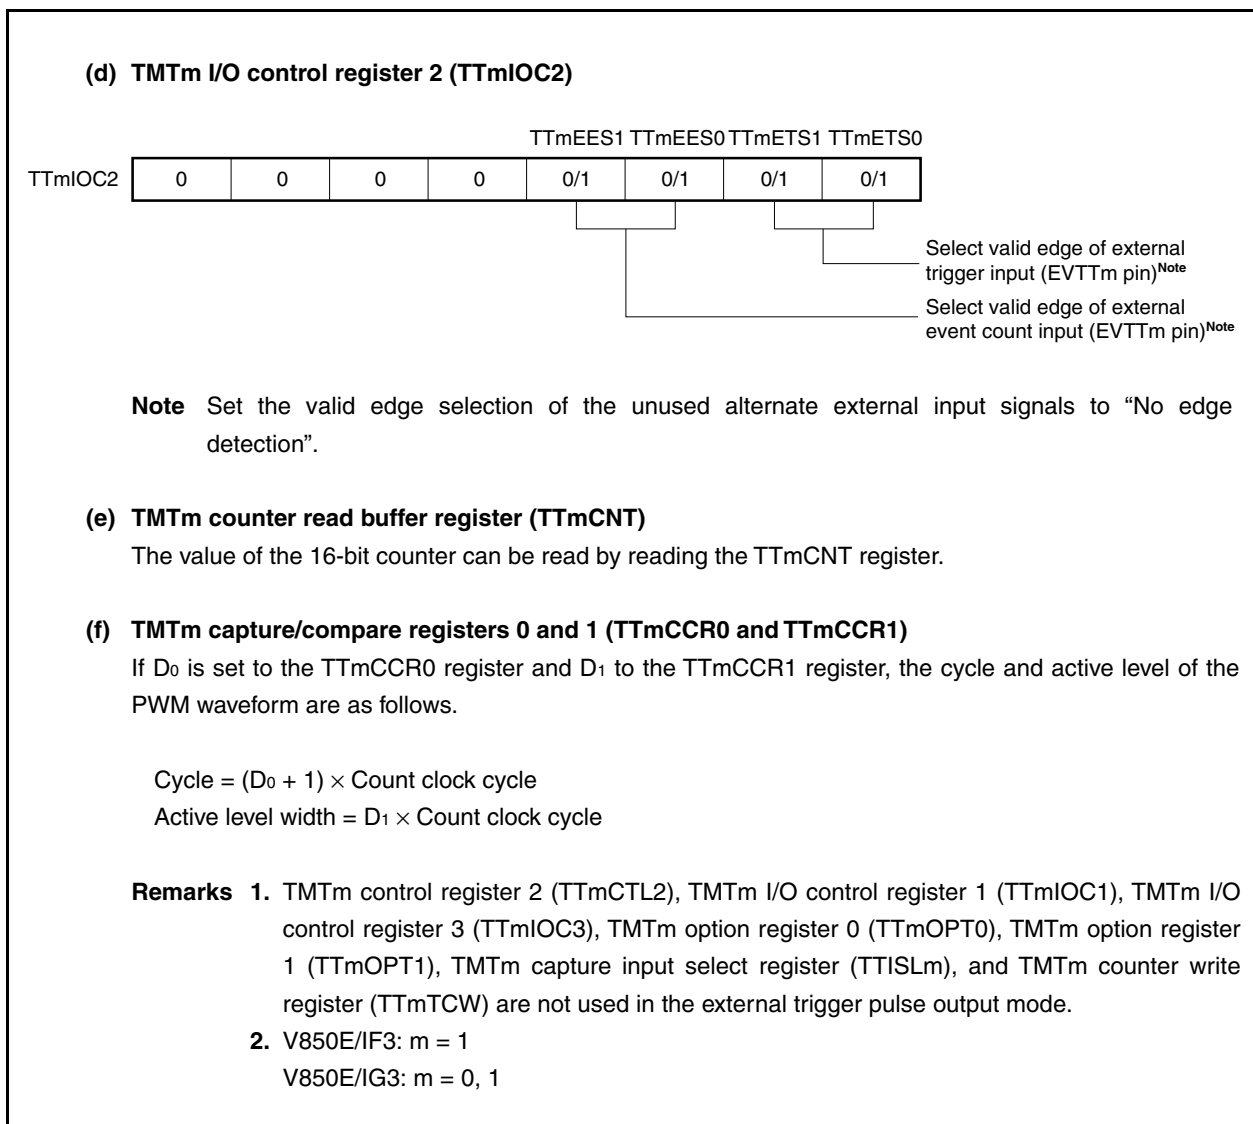 (d) TMTm I/O control register 2 (TTmIOC2)
TTmEES1 TTmEES0 TTmETS1 TTmETS0
TTmIOC2 0 0 0 0 0/1 0/1 0/1 0/1
Select valid edge of external
trigger input (EVTTm pin)Note
Select valid edge of external
event count input (EVTTm pin)Note
Note Set the valid edge selection of the unused alternate external input signals to “No edge
detection”.
(e) TMTm counter read buffer register (TTmCNT)
The value of the 16-bit counter can be read by reading the TTmCNT register.
(f) TMTm capture/compare registers 0 and 1 (TTmCCR0 and TTmCCR1)
If D0 is set to the TTmCCR0 register and D1 to the TTmCCR1 register, the cycle and active level of the
PWM waveform are as follows.
Cycle = (D0 + 1) × Count clock cycle
Active level width = D1 × Count clock cycle
Remarks 1. TMTm control register 2 (TTmCTL2), TMTm I/O control register 1 (TTmIOC1), TMTm I/O
control register 3 (TTmIOC3), TMTm option register 0 (TTmOPT0), TMTm option register
1 (TTmOPT1), TMTm capture input select register (TTISLm), and TMTm counter write
register (TTmTCW) are not used in the external trigger pulse output mode.
2. V850E/IF3: m = 1
V850E/IG3: m = 0, 1